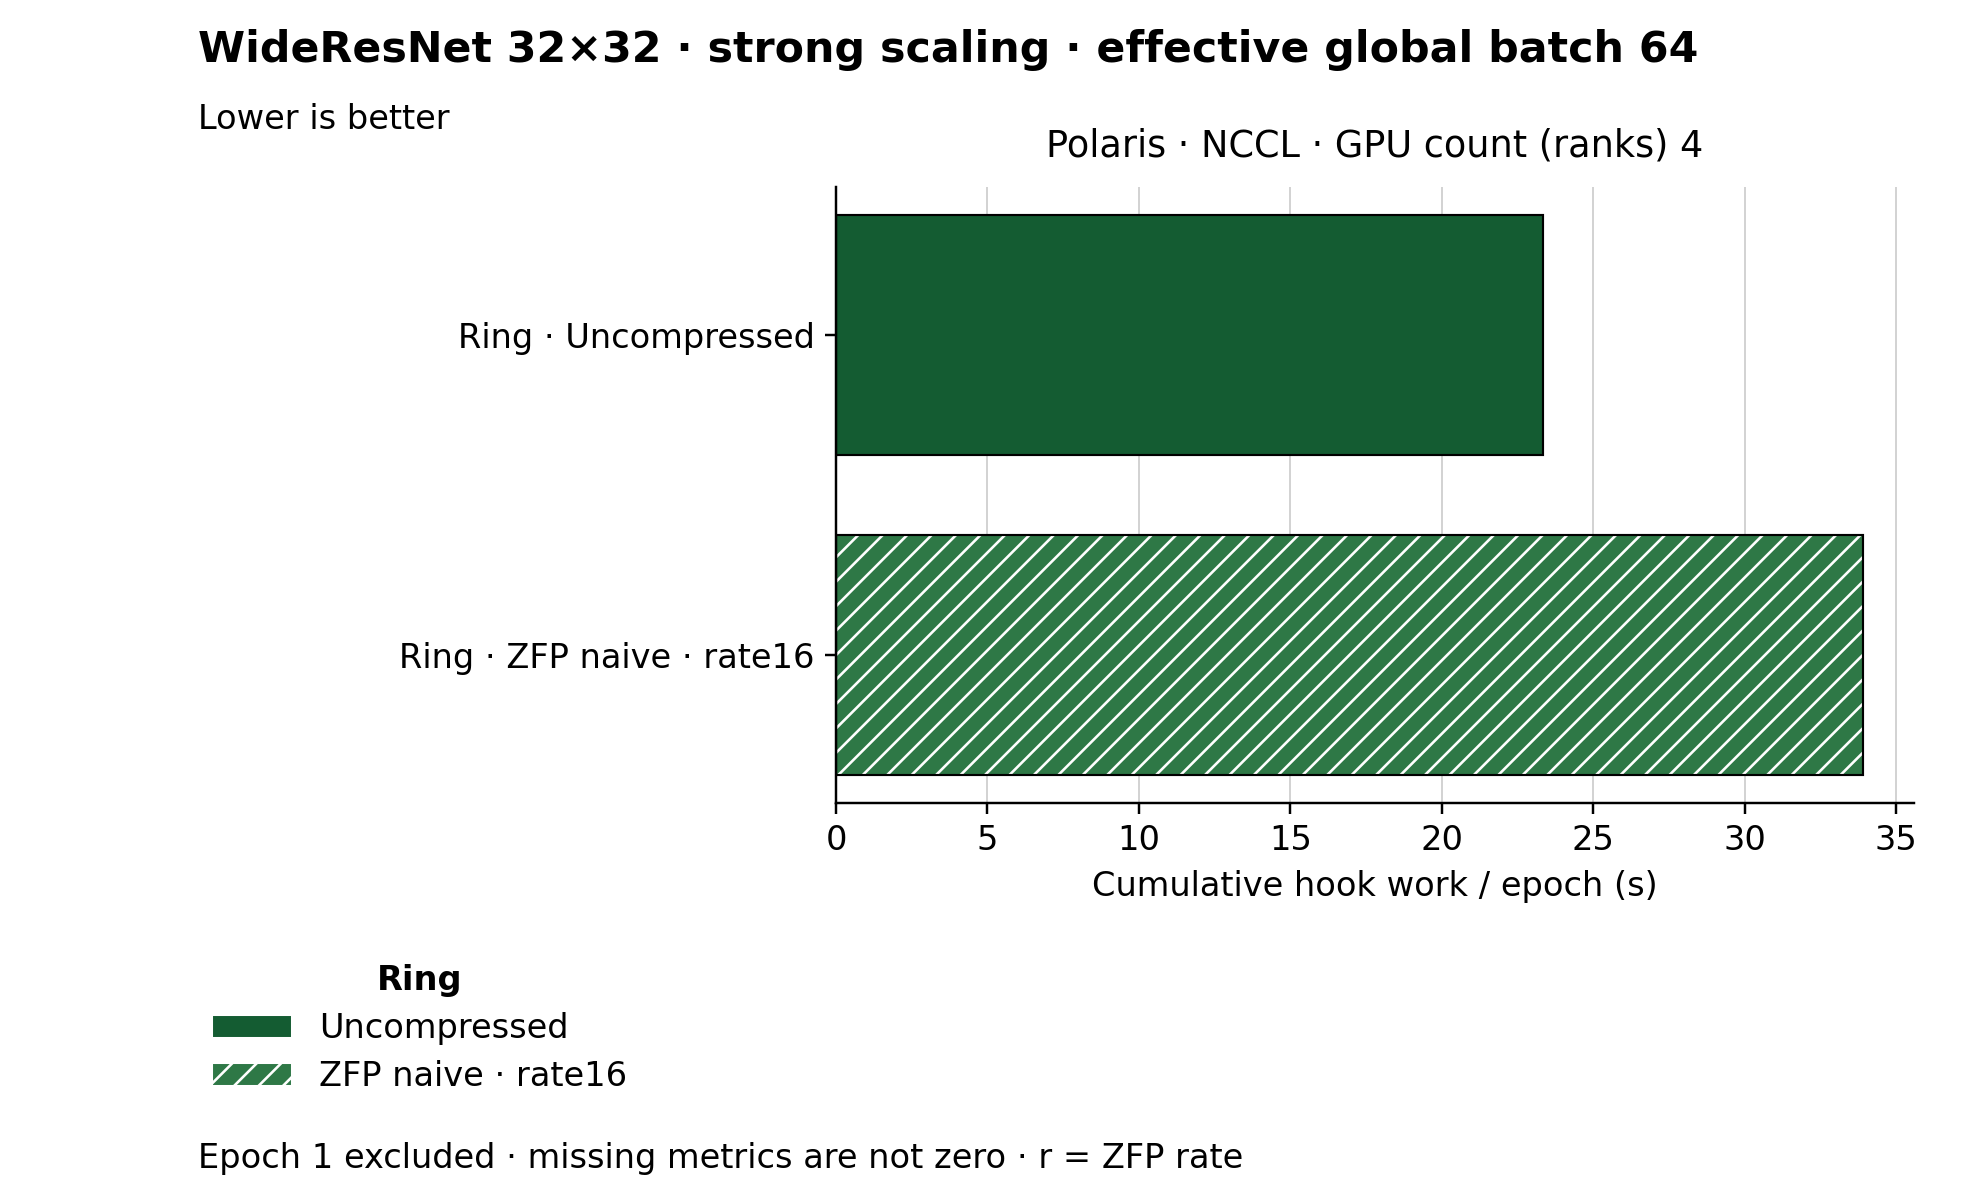 WideResNet 32×32 · strong scaling · effective global batch 64
Lower is better
Polaris · NCCL · GPU count (ranks) 4
Ring · Uncompressed
Ring · ZFP naive · rate16
0 5 10 15 20 25 30 35
Cumulative hook work / epoch (s)
Ring
Uncompressed
ZFP naive · rate16
Epoch 1 excluded · missing metrics are not zero · r = ZFP rate